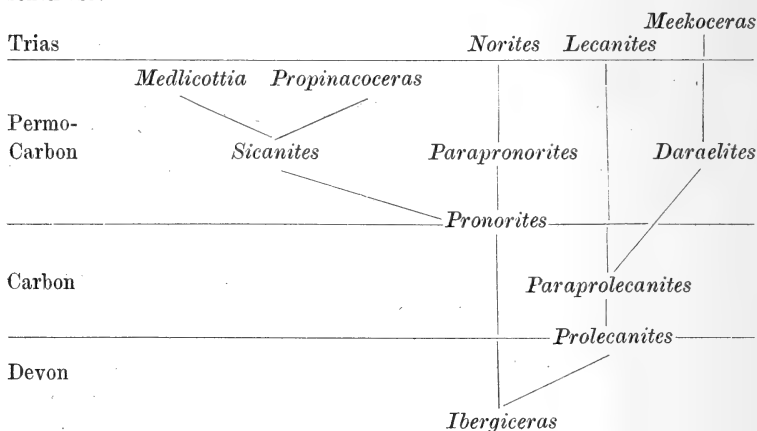 Meekoceras
Trias Norites Lecanites
Medlicottia Propinacoceras
Permo-
Carbon Sicanites Parapronorites Daraelites
Pronorites
Carbon Paraprolecanites
Prolecanites
Devon
Ibergiceras